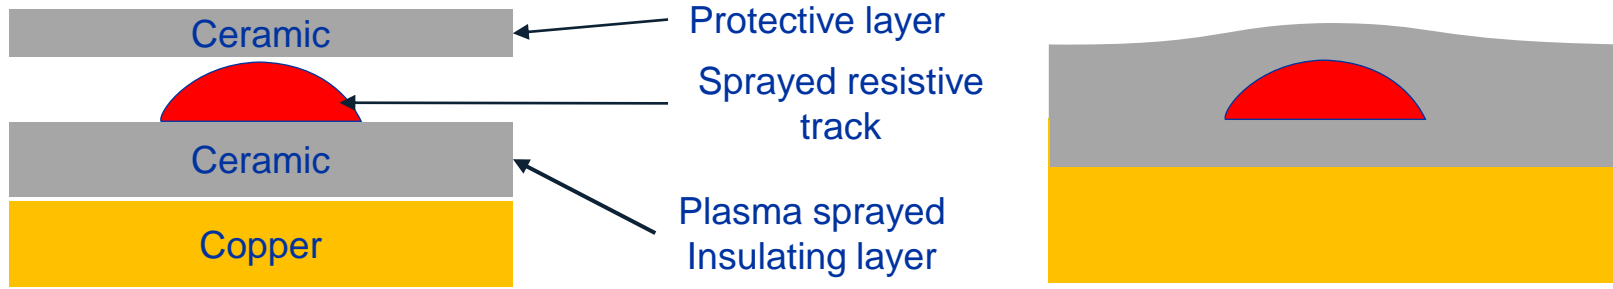 Ceramic
Protective layer
Sprayed resistive
track
Ceramic
Plasma sprayed
Insulating layer
Copper